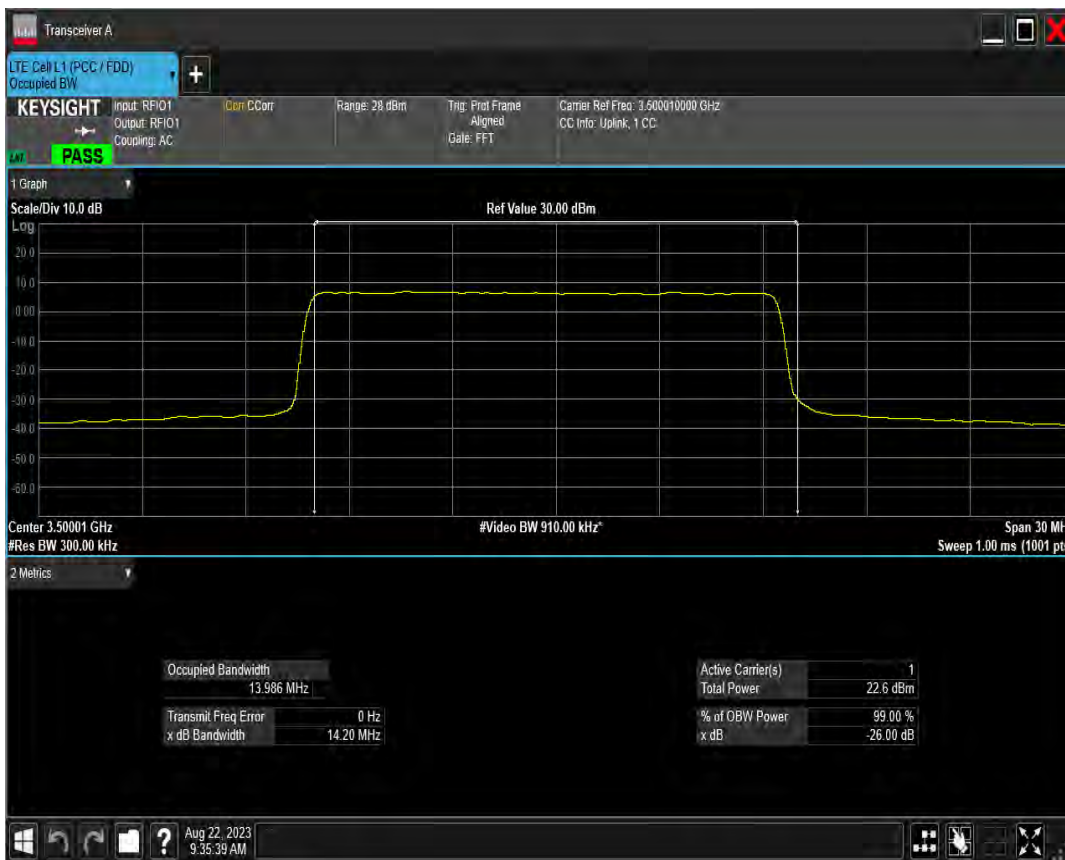 Transceiver A
LTE Cell L1 (PCC / FDD)
Occupied BW
+
KEYSIGHT
Input: RFIO1
Output: RFIO1
Coupling: AC
Corr CCorr
Range: 28 dBm
Trig: Prot Frame
Aligned
Gate: FFT
Carrier Ref Freq: 3.500010000 GHz
CC Info: Uplink, 1 CC
PASS
1 Graph
Scale/Div 10.0 dB
Ref Value 30.00 dBm
Log
20.0
10.0
0.00
-10.0
-20.0
-30.0
-40.0
-50.0
-60.0
Center 3.50001 GHz
#Video BW 910.00 kHz*
Span 30 MH
#Res BW 300.00 kHz
Sweep 1.00 ms (1001 pt
2 Metrics
Occupied Bandwidth
13.986 MHz
Transmit Freq Error 0 Hz
x dB Bandwidth 14.20 MHz
Active Carrier(s) 1
Total Power 22.6 dBm
% of OBW Power 99.00 %
x dB -26.00 dB
?
Aug 22, 2023
9:35:39 AM